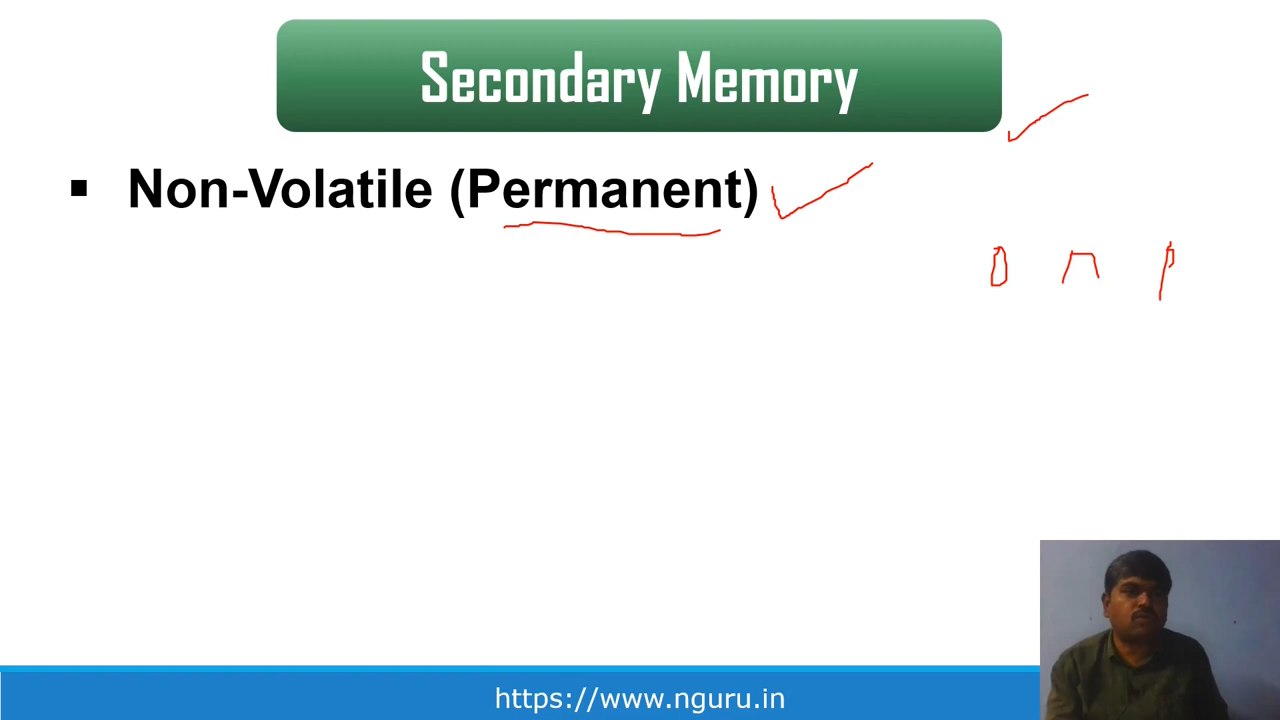 Secondary Memory
▪ Non-Volatile (Permanent)
https://www.nguru.in